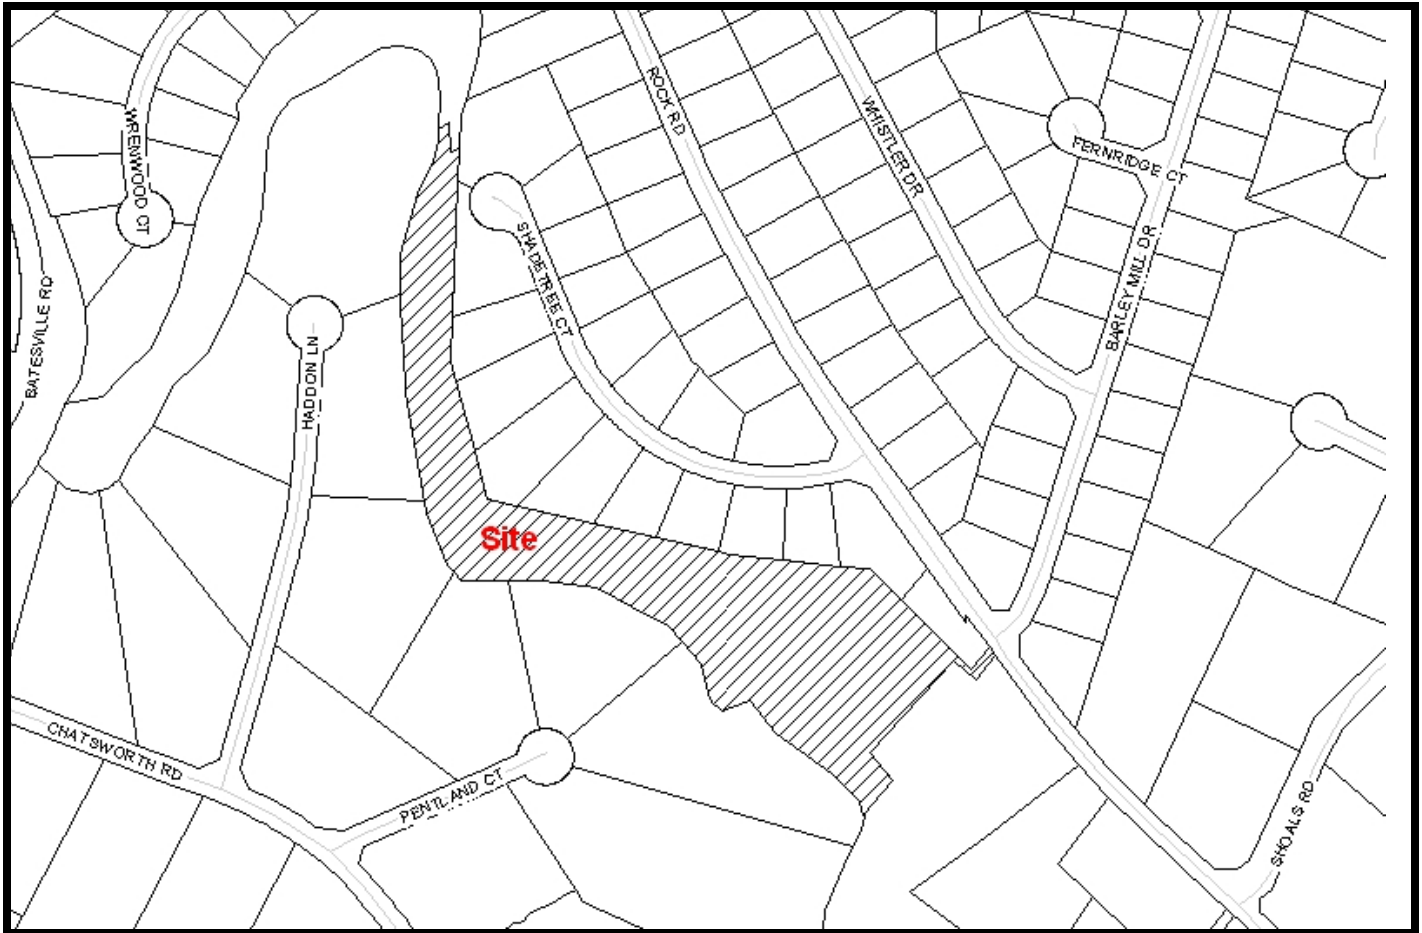 ROCK RD
WHISTLER DR
WRENWOOD CT
FERNRIDGE CT
SHADETREE CT
BARLEY MILL DR
BATESVILLE RD
HADDON LN
Site
CHATSWORTH RD
PENTLAND CT
SHOALS RD